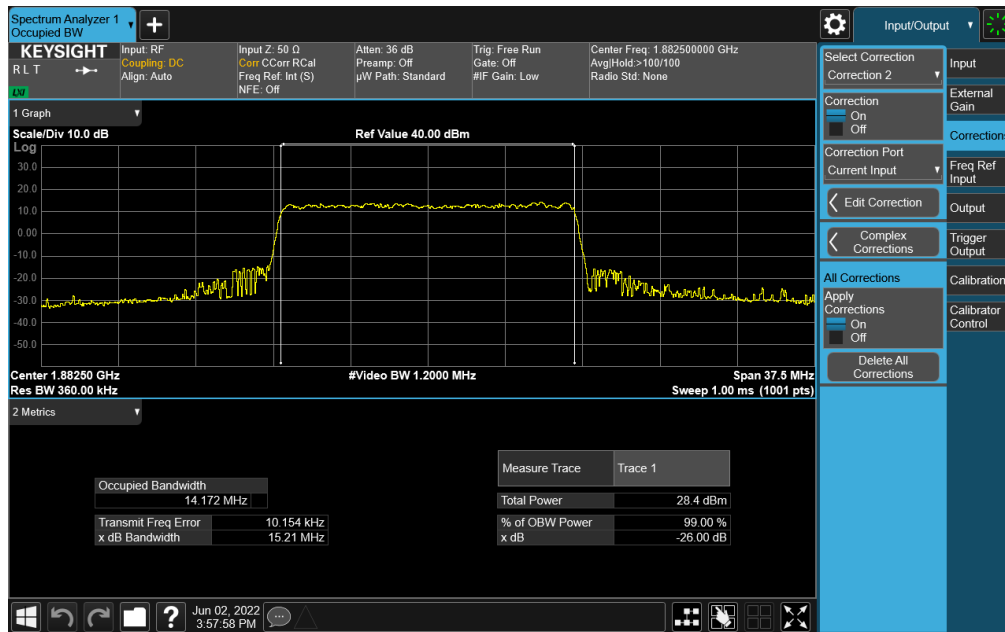 Spectrum Analyzer 1
Occupied BW
Input/Output
KEYSIGHT
R L T
LXI
Input: RF
Coupling: DC
Align: Auto
Input Z: 50 Ω
Corr CCorr RCal
Freq Ref: Int (S)
NFE: Off
Atten: 36 dB
Preamp: Off
µW Path: Standard
Trig: Free Run
Gate: Off
#IF Gain: Low
Center Freq: 1.882500000 GHz
Avg|Hold:>100/100
Radio Std: None
1 Graph
Scale/Div 10.0 dB
Ref Value 40.00 dBm
Log
30.0
20.0
10.0
0.00
-10.0
-20.0
-30.0
-40.0
-50.0
Center 1.88250 GHz
#Video BW 1.2000 MHz
Span 37.5 MHz
Res BW 360.00 kHz
Sweep 1.00 ms (1001 pts)
2 Metrics
Measure Trace
Trace 1
Occupied Bandwidth
14.172 MHz
Total Power
28.4 dBm
Transmit Freq Error
10.154 kHz
% of OBW Power
99.00 %
x dB Bandwidth
15.21 MHz
x dB
-26.00 dB
Select Correction
Correction 2
Correction
On
Off
Correction Port
Current Input
Edit Correction
Complex
Corrections
All Corrections
Apply
Corrections
On
Off
Delete All
Corrections
Input
External
Gain
Corrections
Freq Ref
Input
Output
Trigger
Output
Calibration
Calibrator
Control
?
Jun 02, 2022
3:57:58 PM